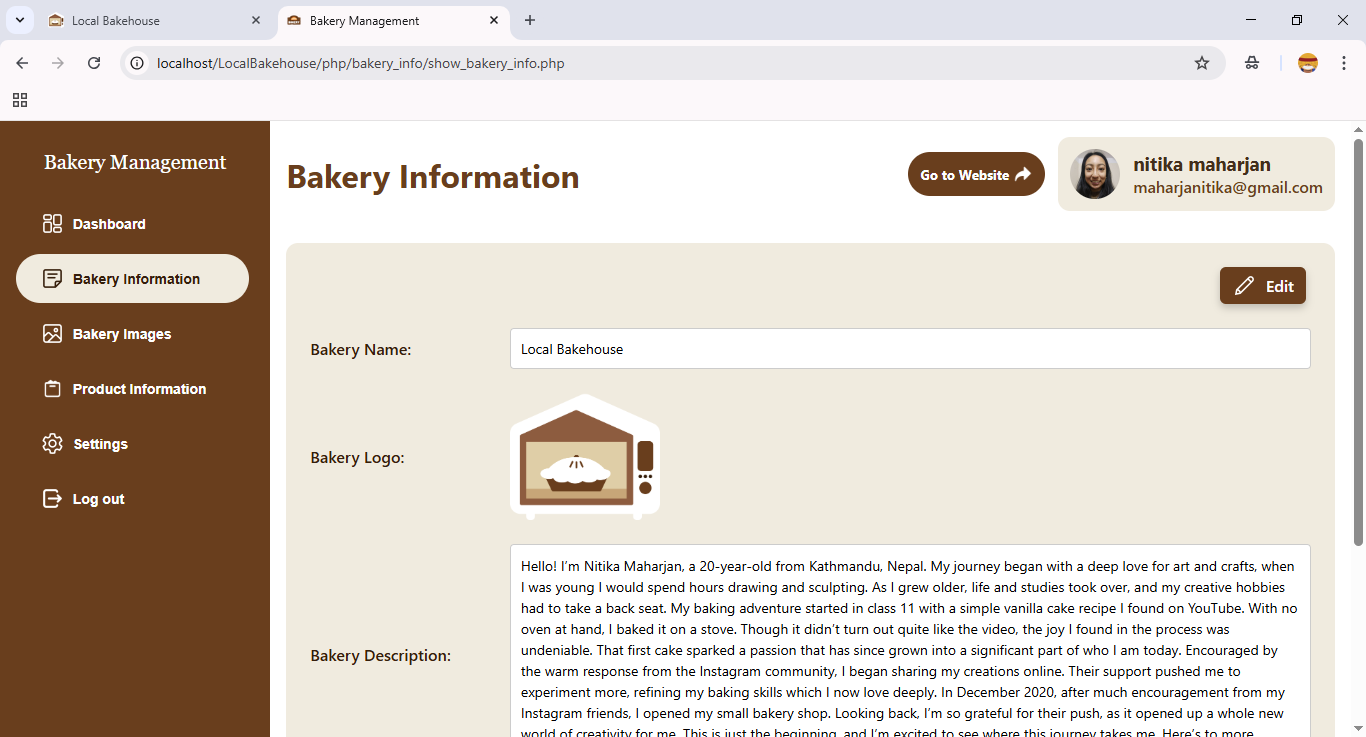 Local Bakehouse
Bakery Management
localhost/LocalBakehouse/php/bakery_info/show_bakery_info.php
Bakery Management
Dashboard
Bakery Information
Bakery Images
Product Information
Settings
Log out
Bakery Information
Go to Website
nitika maharjan
maharjanitika@gmail.com
Edit
Bakery Name:
Local Bakehouse
Bakery Logo:
Bakery Description:
Hello! I’m Nitika Maharjan, a 20-year-old from Kathmandu, Nepal. My journey began with a deep love for art and crafts, when
I was young I would spend hours drawing and sculpting. As I grew older, life and studies took over, and my creative hobbies
had to take a back seat. My baking adventure started in class 11 with a simple vanilla cake recipe I found on YouTube. With no
oven at hand, I baked it on a stove. Though it didn’t turn out quite like the video, the joy I found in the process was
undeniable. That first cake sparked a passion that has since grown into a significant part of who I am today. Encouraged by
the warm response from the Instagram community, I began sharing my creations online. Their support pushed me to
experiment more, refining my baking skills which I now love deeply. In December 2020, after much encouragement from my
Instagram friends, I opened my small bakery shop. Looking back, I’m so grateful for their push, as it opened up a whole new
world of creativity for me. This is just the beginning, and I’m excited to see where this journey takes me. Here’s to more